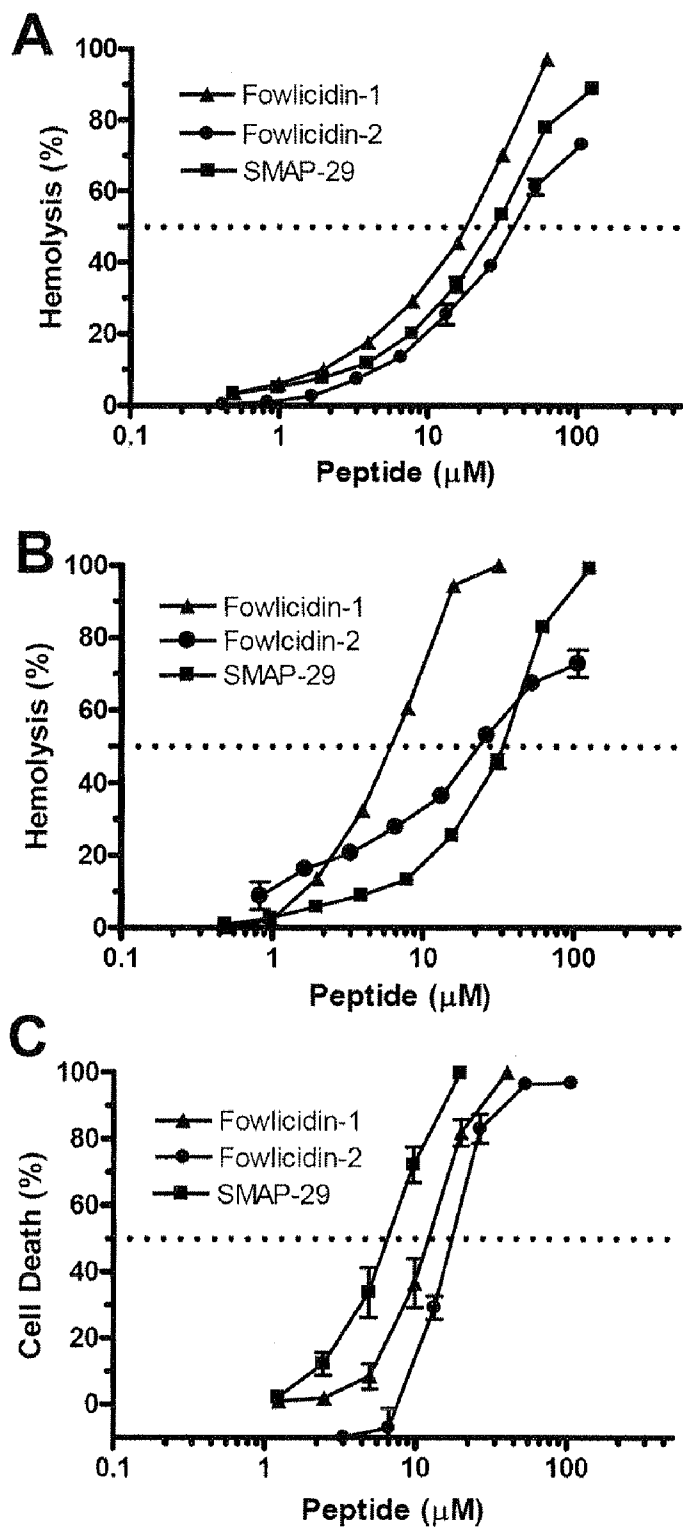 A
100
80
60
40
20
0
Hemolysis (%)
Fowlicidin-1
Fowlicidin-2
SMAP-29
0.1 1 10 100
Peptide (μM)
B
100
80
60
40
20
0
Hemolysis (%)
Fowlicidin-1
Fowlcidin-2
SMAP-29
0.1 1 10 100
Peptide (μM)
C
100
80
60
40
20
0
Cell Death (%)
Fowlicidin-1
Fowlicidin-2
SMAP-29
0.1 1 10 100
Peptide (μM)